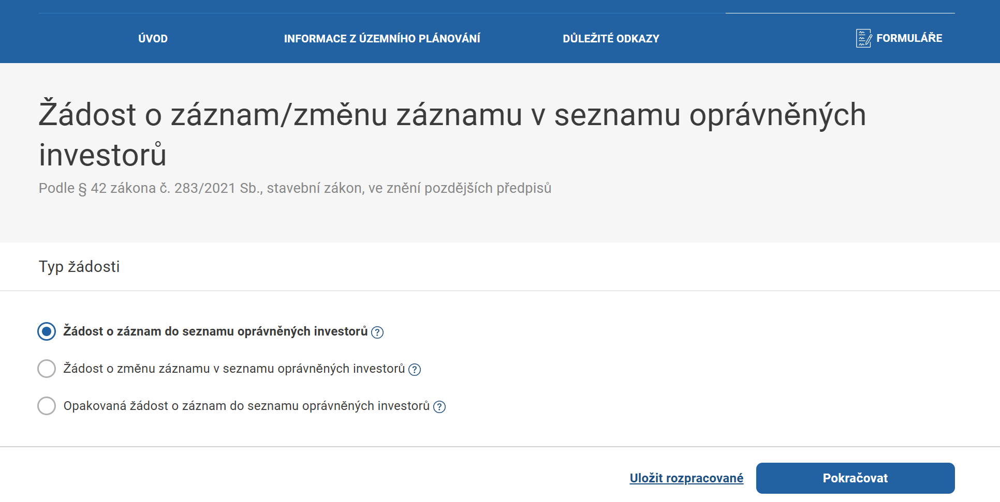 ÚVOD
INFORMACE Z ÚZEMNÍHO PLÁNOVÁNÍ
DŮLEŽITÉ ODKAZY
FORMULÁŘE
Žádost o záznam/změnu záznamu v seznamu oprávněných
investorů
Podle § 42 zákona č. 283/2021 Sb., stavební zákon, ve znění pozdějších předpisů
Typ žádosti
Žádost o záznam do seznamu oprávněných investorů ?
Žádost o změnu záznamu v seznamu oprávněných investorů ?
Opakovaná žádost o záznam do seznamu oprávněných investorů ?
Uložit rozpracované
Pokračovat